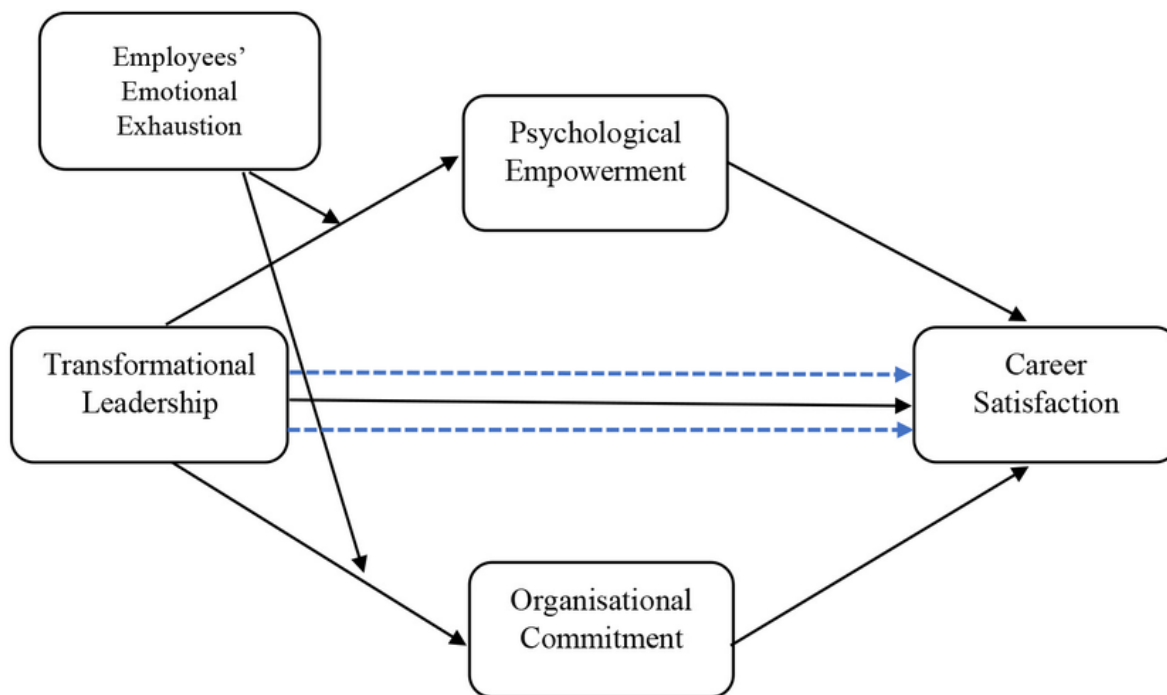 Employees’
Emotional
Exhaustion
Psychological
Empowerment
Transformational
Leadership
Career
Satisfaction
Organisational
Commitment